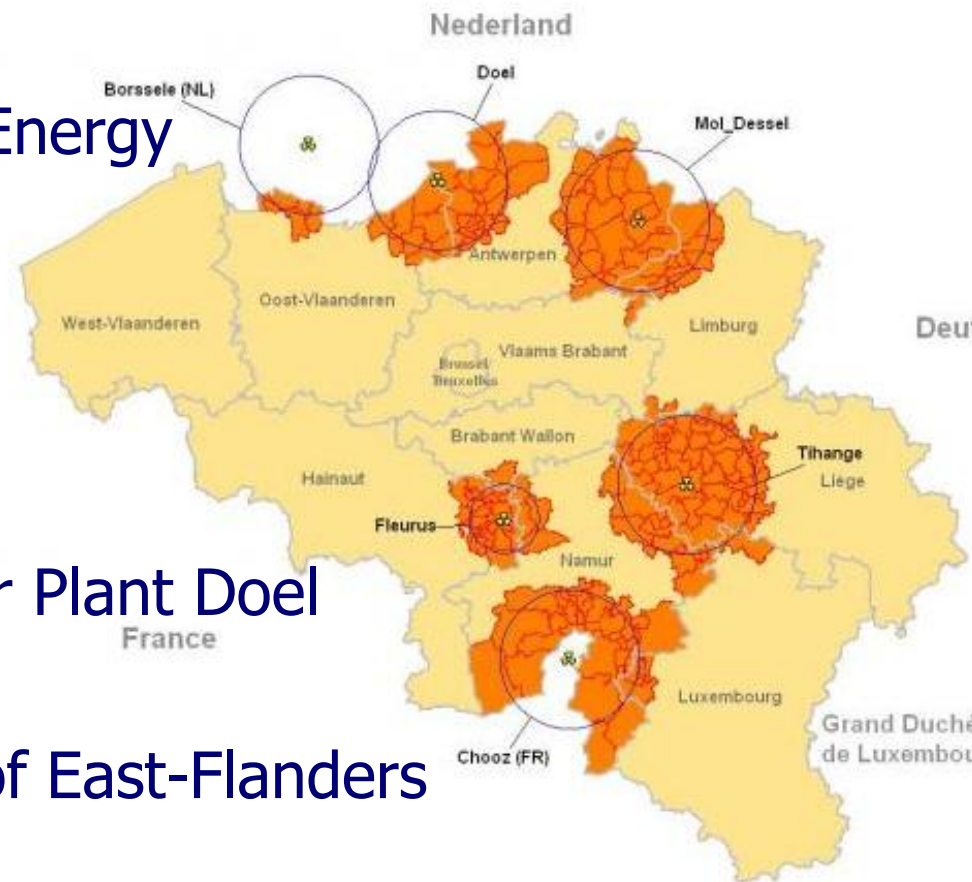 Nederland
Doel
Borssele (NL)
Energy
Mol_Dessel
Antwerpen
Oost-Vlaanderen
West-Vlaanderen
Limburg
Deu
Vlaams Brabant
Brussel
Bruxelles
Brabant Wallon
Tihange
Liège
Hainaut
Fleurus
Namur
r Plant Doel
France
Luxembourg
Grand Duché
de Luxembou
Chooz (FR)
of East-Flanders